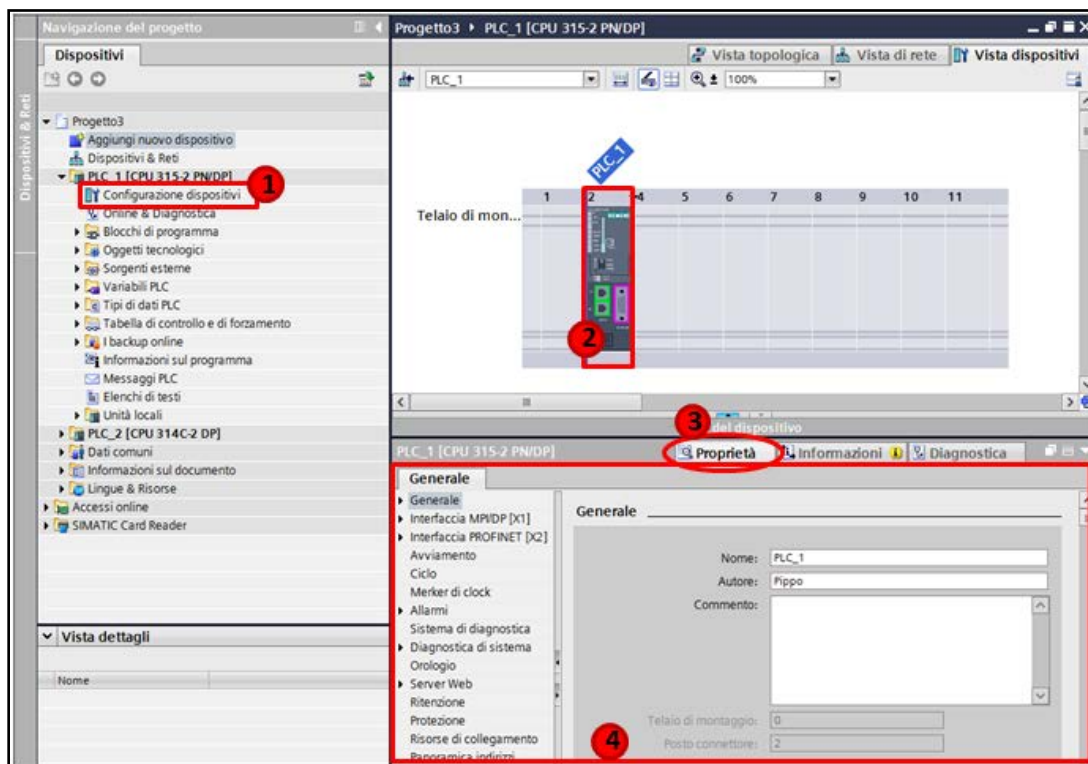 Navigazione del progetto
Dispositivi
Dispositivi & Reti
Progetto3
Aggiungi nuovo dispositivo
Dispositivi & Reti
PLC_1 [CPU 315-2 PN/DP]
Configurazione dispositivi
1
Online & Diagnostica
Blocchi di programma
Oggetti tecnologici
Sorgenti esterne
Variabili PLC
Tipi di dati PLC
Tabella di controllo e di forzamento
I backup online
Informazioni sul programma
Messaggi PLC
Elenchi di testi
Unità locali
PLC_2 [CPU 314C-2 DP]
Dati comuni
Informazioni sul documento
Lingue & Risorse
Accessi online
SIMATIC Card Reader
Vista dettagli
Nome
Progetto3 PLC_1 [CPU 315-2 PN/DP]
Vista topologica Vista di rete Vista dispositivi
PLC_1 100%
PLC_1
1 2 4 5 6 7 8 9 10 11
Telaio di mon...
2
3
del dispositivo
PLC_1 [CPU 315-2 PN/DP]
Proprietà Informazioni Diagnostica
Generale
Generale
Interfaccia MPI/DP [X1]
Interfaccia PROFINET [X2]
Avviamento
Ciclo
Merker di clock
Allarmi
Sistema di diagnostica
Diagnostica di sistema
Orologio
Server Web
Ritenzione
Protezione
Risorse di collegamento
Panoramica indirizzi
4
Generale
Nome: PLC_1
Autore: Pippo
Commento:
Telaio di montaggio: 0
Posto connettore: 2